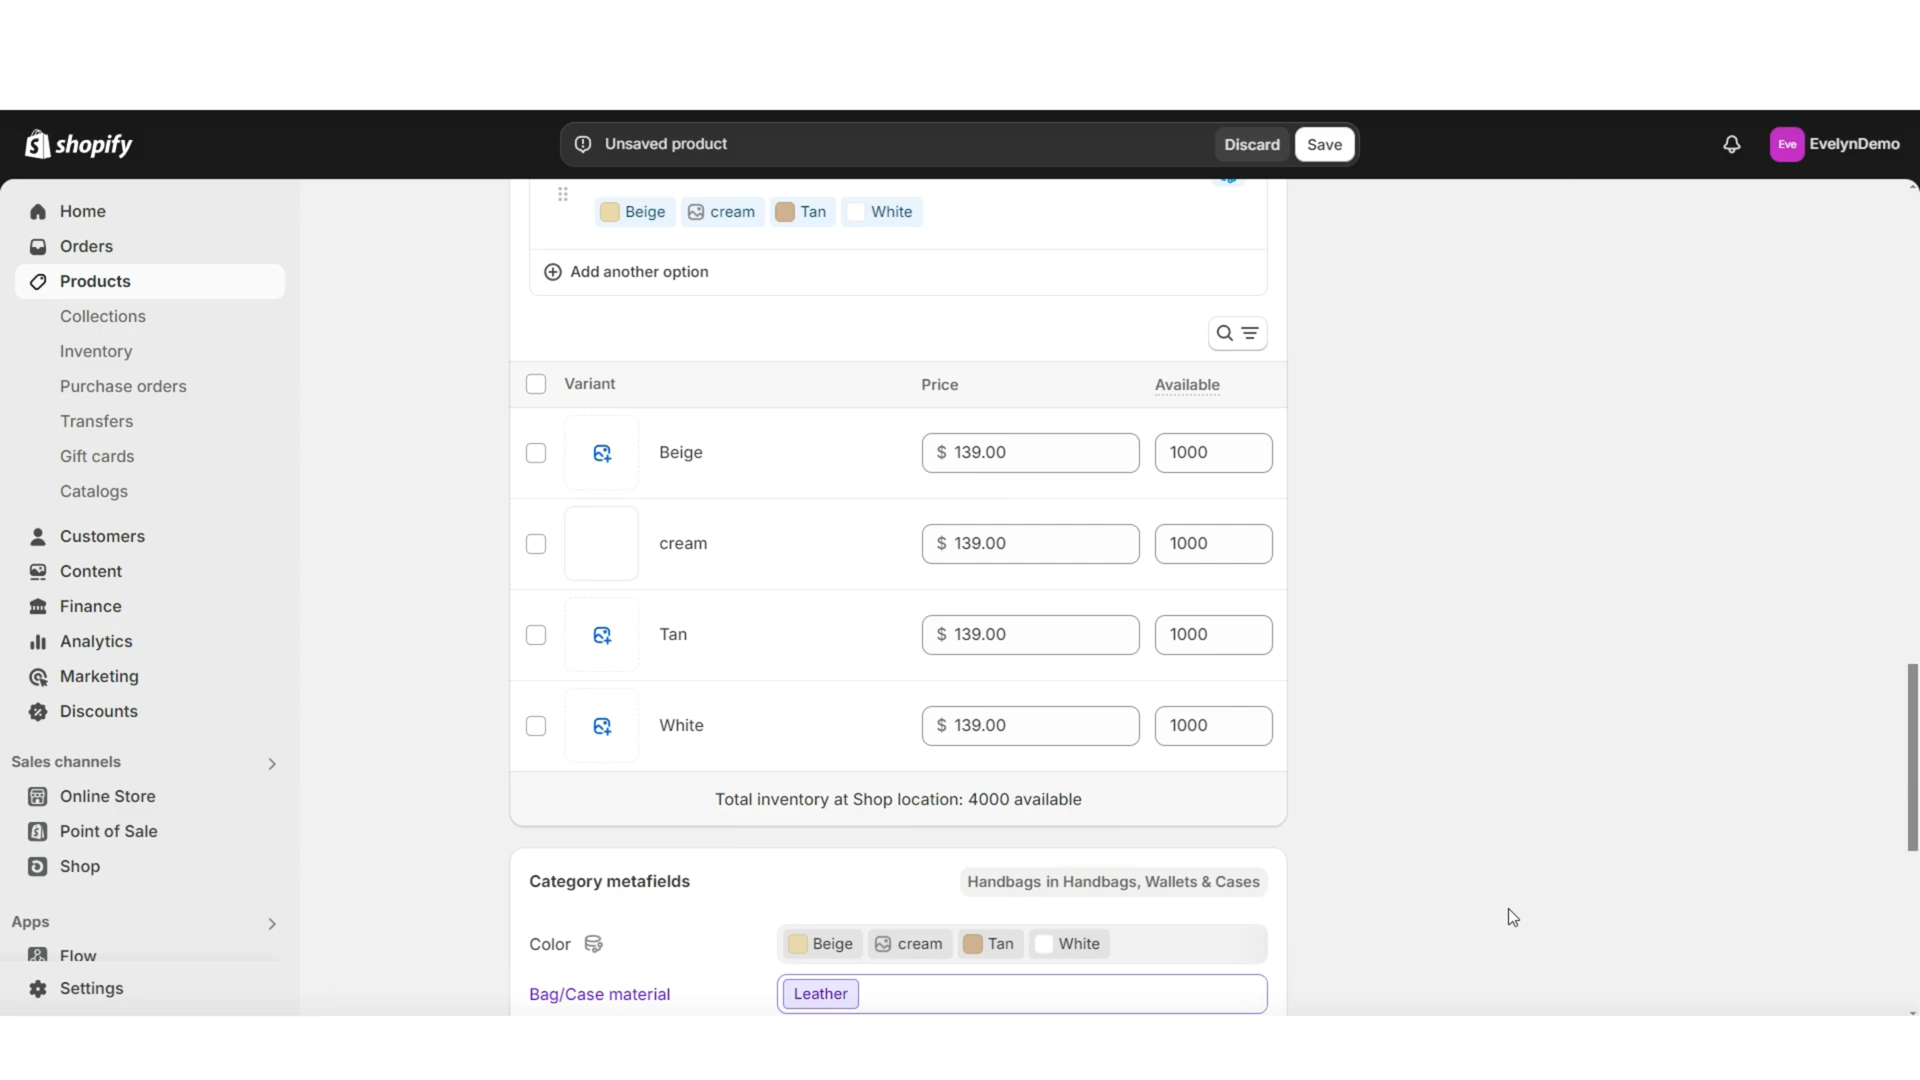 shopify
Unsaved product
Discard
Save
Eve
EvelynDemo
Home
Orders
Products
Collections
Inventory
Purchase orders
Transfers
Gift cards
Catalogs
Customers
Content
Finance
Analytics
Marketing
Discounts
Sales channels
Online Store
Point of Sale
Shop
Apps
Flow
Settings
Beige cream Tan White
Add another option
Variant Price Available
Beige $ 139.00 1000
cream $ 139.00 1000
Tan $ 139.00 1000
White $ 139.00 1000
Total inventory at Shop location: 4000 available
Category metafields Handbags in Handbags, Wallets & Cases
Color Beige cream Tan White
Bag/Case material Leather